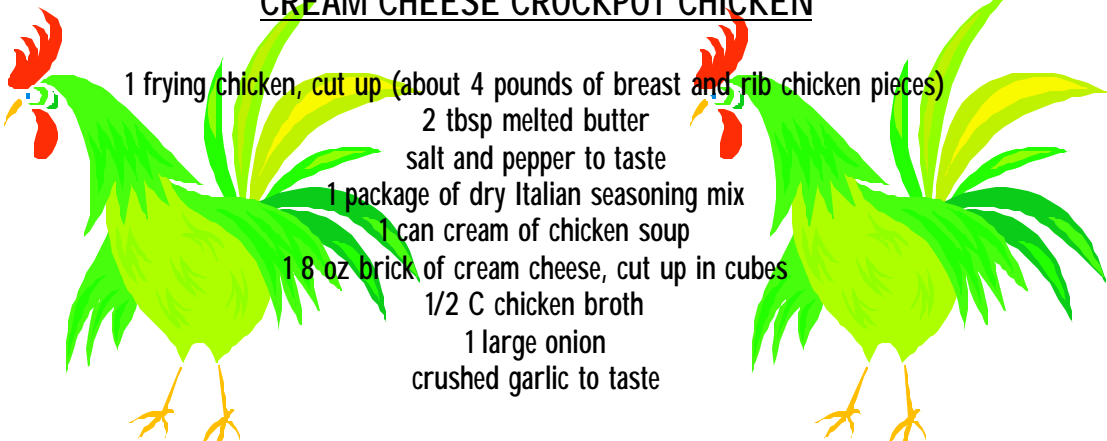 CREAM CHEESE CROCKPOT CHICKEN
1 frying chicken, cut up (about 4 pounds of breast and rib chicken pieces)
2 tbsp melted butter
salt and pepper to taste
1 package of dry Italian seasoning mix
1 can cream of chicken soup
1 8 oz brick of cream cheese, cut up in cubes
1/2 C chicken broth
1 large onion
crushed garlic to taste